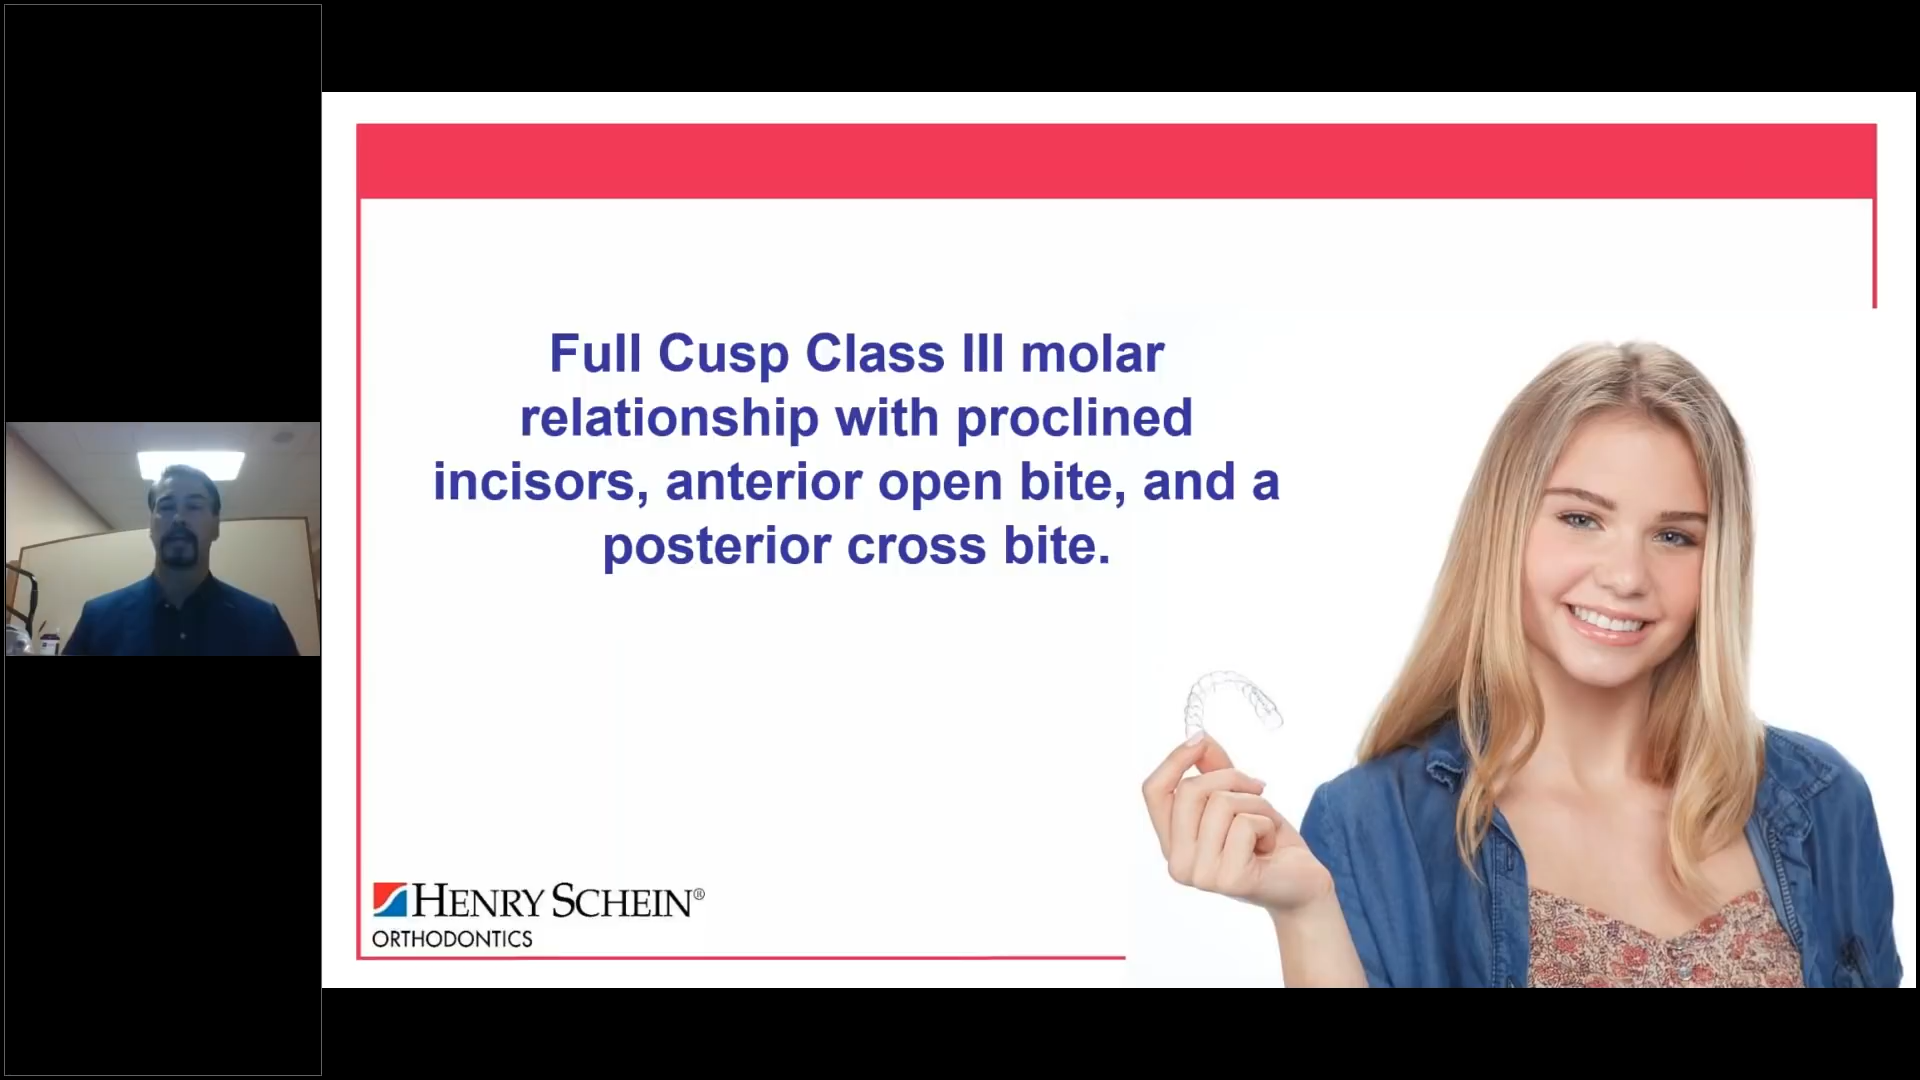 Full Cusp Class III molar
relationship with proclined
incisors, anterior open bite, and a
posterior cross bite.
HENRY SCHEIN®
ORTHODONTICS